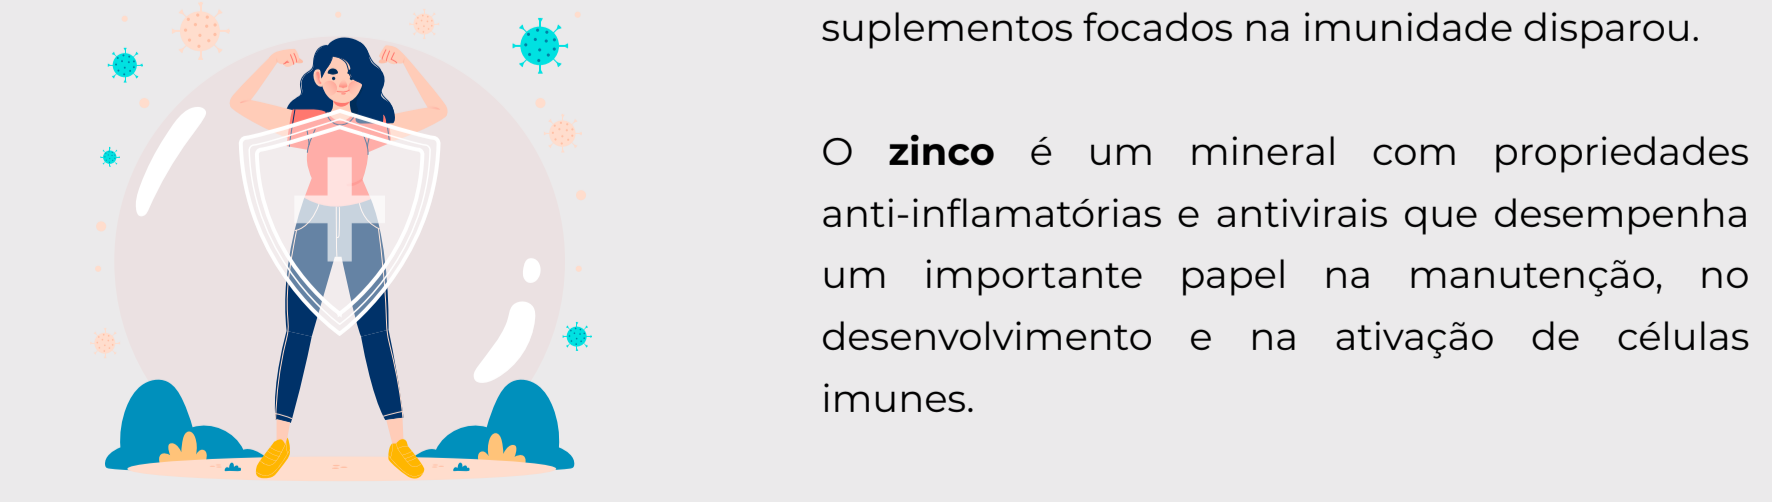 suplementos focados na imunidade disparou.
O zinco é um mineral com propriedades
anti-inflamatórias e antivirais que desempenha
um importante papel na manutenção, no
desenvolvimento e na ativação de células
imunes.